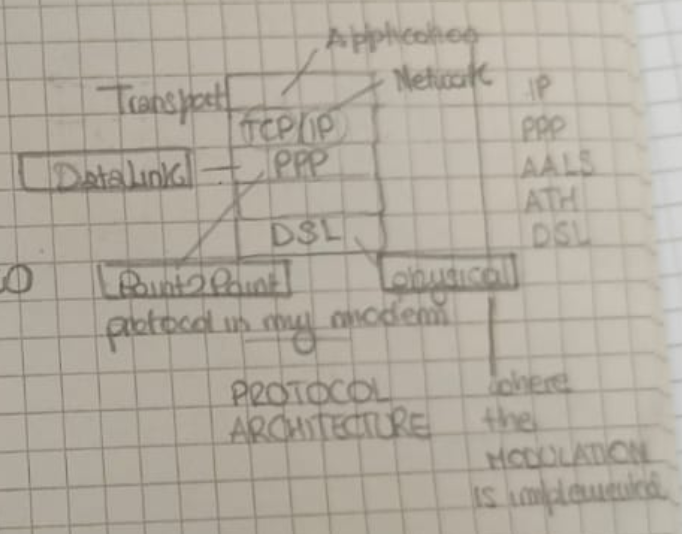 Application
Transport
Network
IP
TCP/IP
PPP
DataLink
PPP
AAL5
ATM
DSL
DSL
Point2Point
physical
protocol in my modem
PROTOCOL
ARCHITECTURE
where
the
MODULATION
is implemented